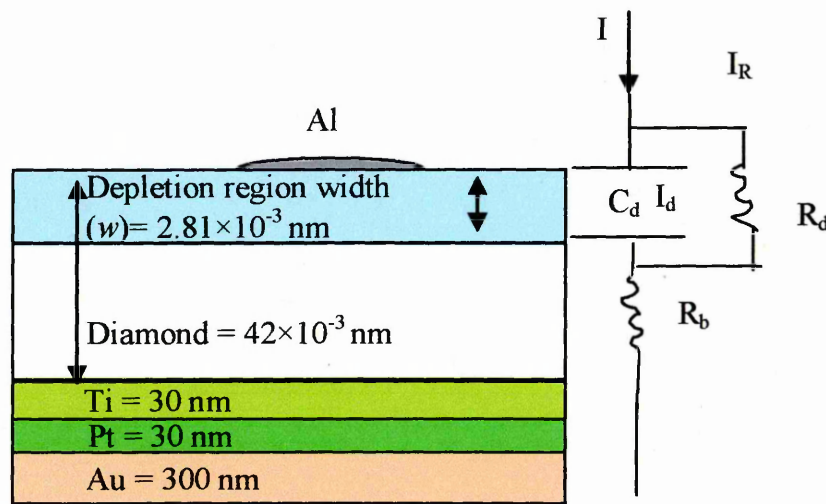 I
I_R
Al
Depletion region width
(w)= 2.81×10⁻³ nm
C_d I_d
R_d
Diamond = 42×10⁻³ nm
R_b
Ti = 30 nm
Pt = 30 nm
Au = 300 nm